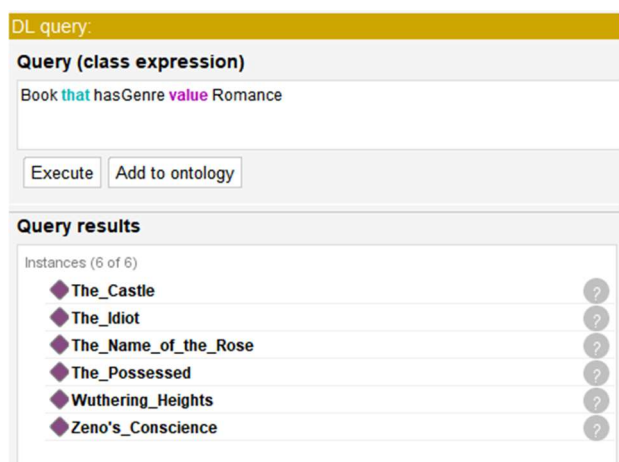 DL query:
Query (class expression)
Book that hasGenre value Romance
Execute Add to ontology
Query results
Instances (6 of 6)
The_Castle ?
The_Idiot ?
The_Name_of_the_Rose ?
The_Possessed ?
Wuthering_Heights ?
Zeno's_Conscience ?